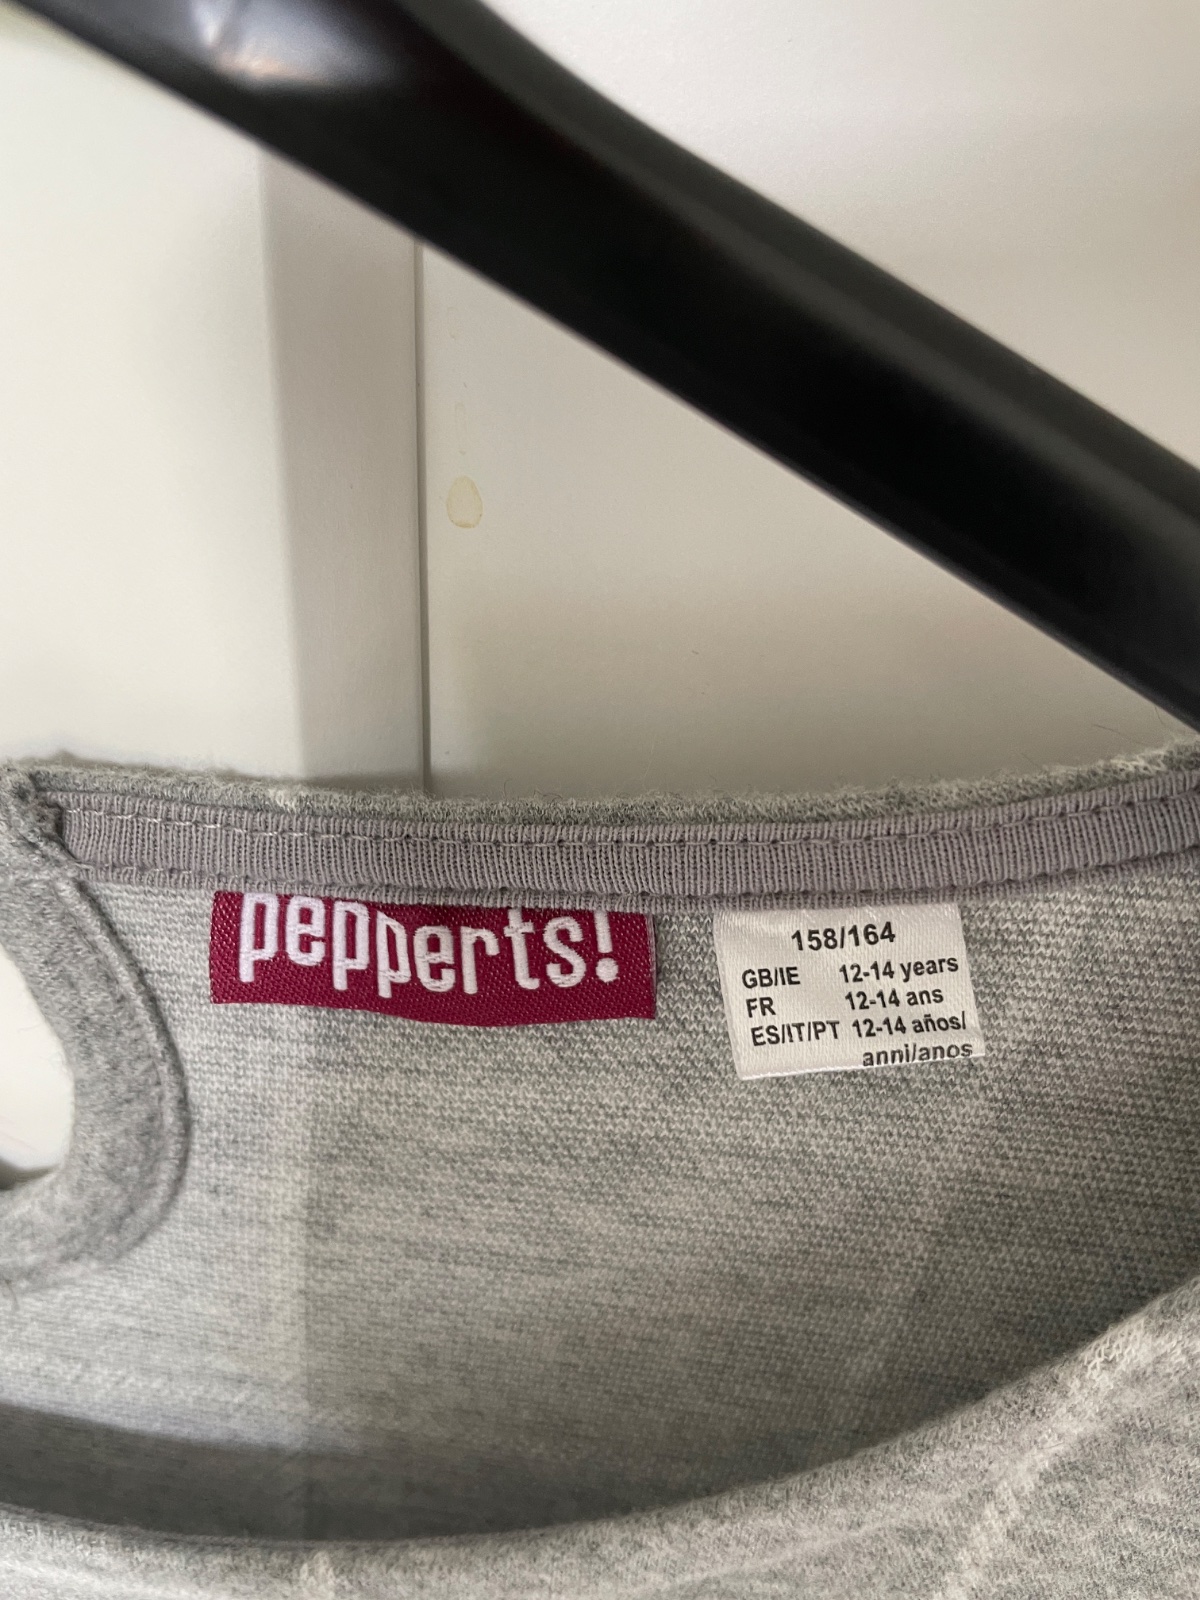 pepperts!
158/164
GB/IE 12-14 years
FR 12-14 ans
ES/IT/PT 12-14 años/
anni/anos